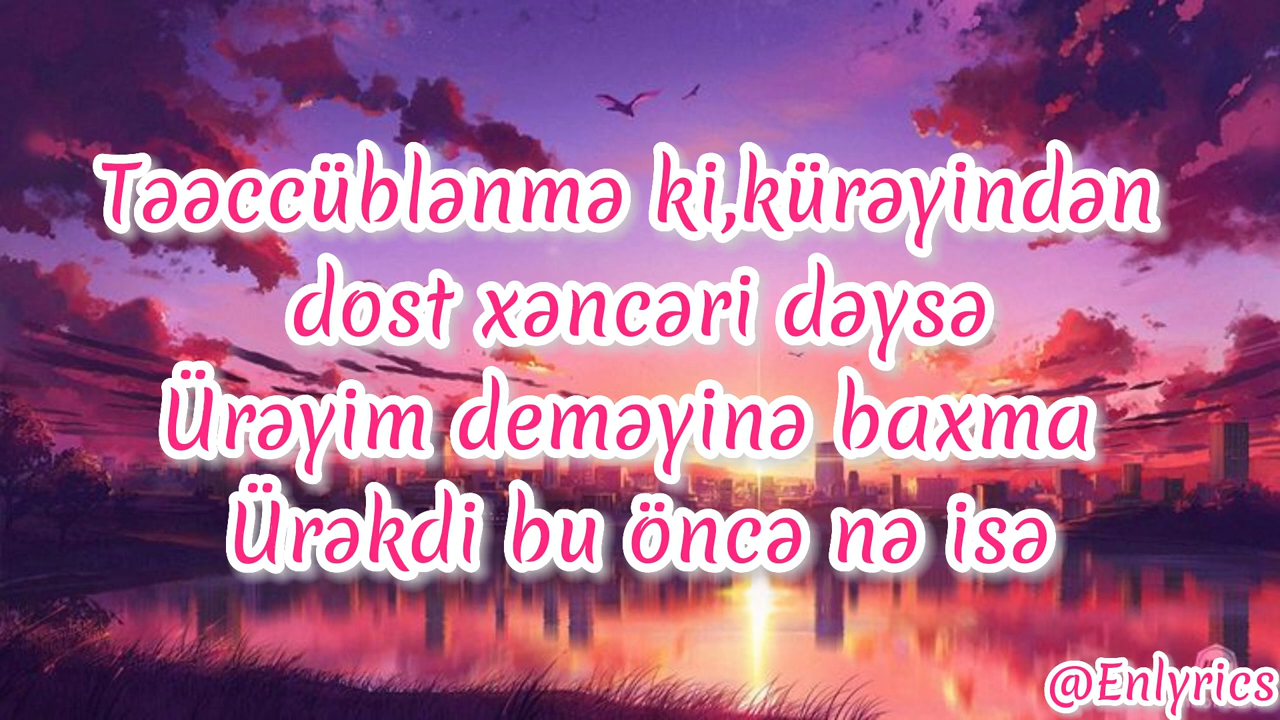 Təəccüblənmə ki,kürəyindən
dost xəncəri dəysə
Ürəyim deməyinə baxma
Ürəkdi bu öncə nə isə
@Enlyrics